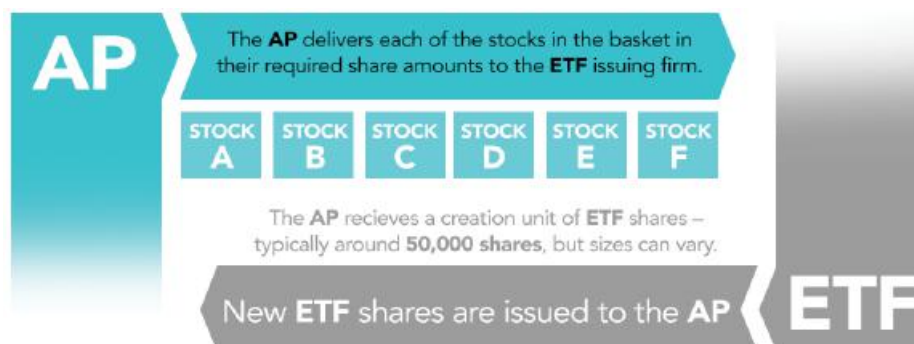 AP
The AP delivers each of the stocks in the basket in
their required share amounts to the ETF issuing firm.
STOCK A
STOCK B
STOCK C
STOCK D
STOCK E
STOCK F
The AP recieves a creation unit of ETF shares –
typically around 50,000 shares, but sizes can vary.
New ETF shares are issued to the AP
ETF